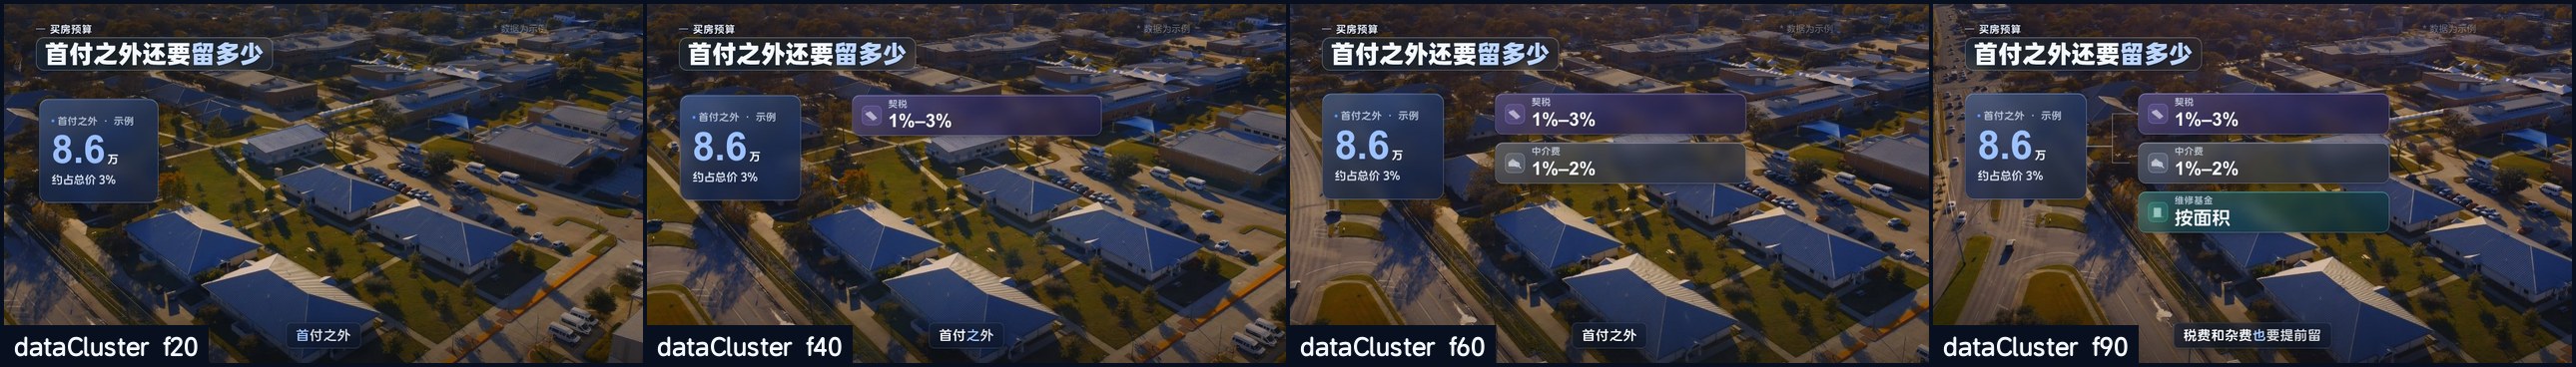 买房预算
* 数据为示例
首付之外还要留多少
首付之外 · 示例
8.6万
约占总价 3%
首付之外
dataCluster f20
买房预算
* 数据为示例
首付之外还要留多少
首付之外 · 示例
8.6万
约占总价 3%
契税
1%–3%
首付之外
dataCluster f40
买房预算
* 数据为示例
首付之外还要留多少
首付之外 · 示例
8.6万
约占总价 3%
契税
1%–3%
中介费
1%–2%
首付之外
dataCluster f60
买房预算
* 数据为示例
首付之外还要留多少
首付之外 · 示例
8.6万
约占总价 3%
契税
1%–3%
中介费
1%–2%
维修基金
按面积
税费和杂费也要提前留
dataCluster f90